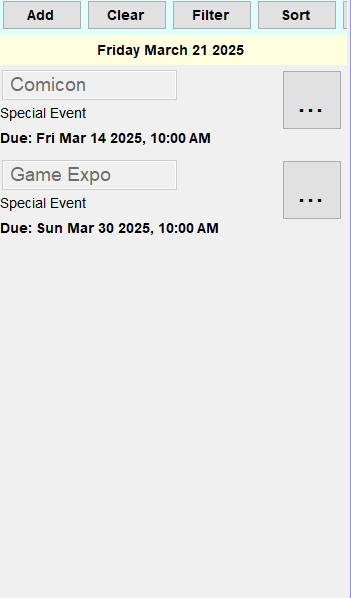 Add Clear Filter Sort
Friday March 21 2025
Comicon
...
Special Event
Due: Fri Mar 14 2025, 10:00 AM
Game Expo
...
Special Event
Due: Sun Mar 30 2025, 10:00 AM